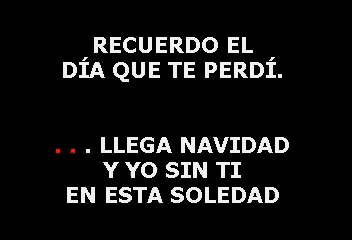 RECUERDO EL
DÍA QUE TE PERDÍ.
. . . LLEGA NAVIDAD
Y YO SIN TI
EN ESTA SOLEDAD